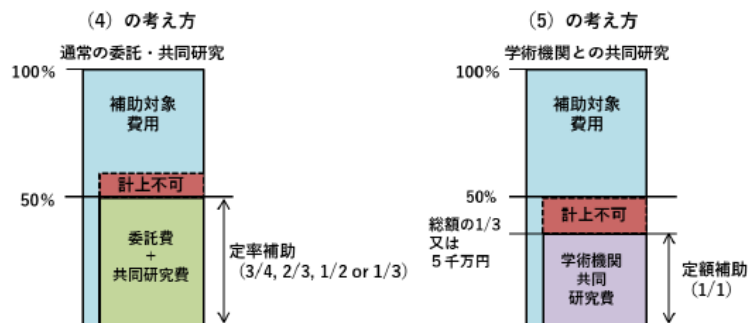 （4）の考え方
通常の委託・共同研究
100%
補助対象
費用
計上不可
50%
委託費
+
共同研究費
定率補助
（3/4, 2/3, 1/2 or 1/3）
（5）の考え方
学術機関との共同研究
100%
補助対象
費用
50%
計上不可
総額の1/3
又は
５千万円
学術機関
共同
研究費
定額補助
（1/1）